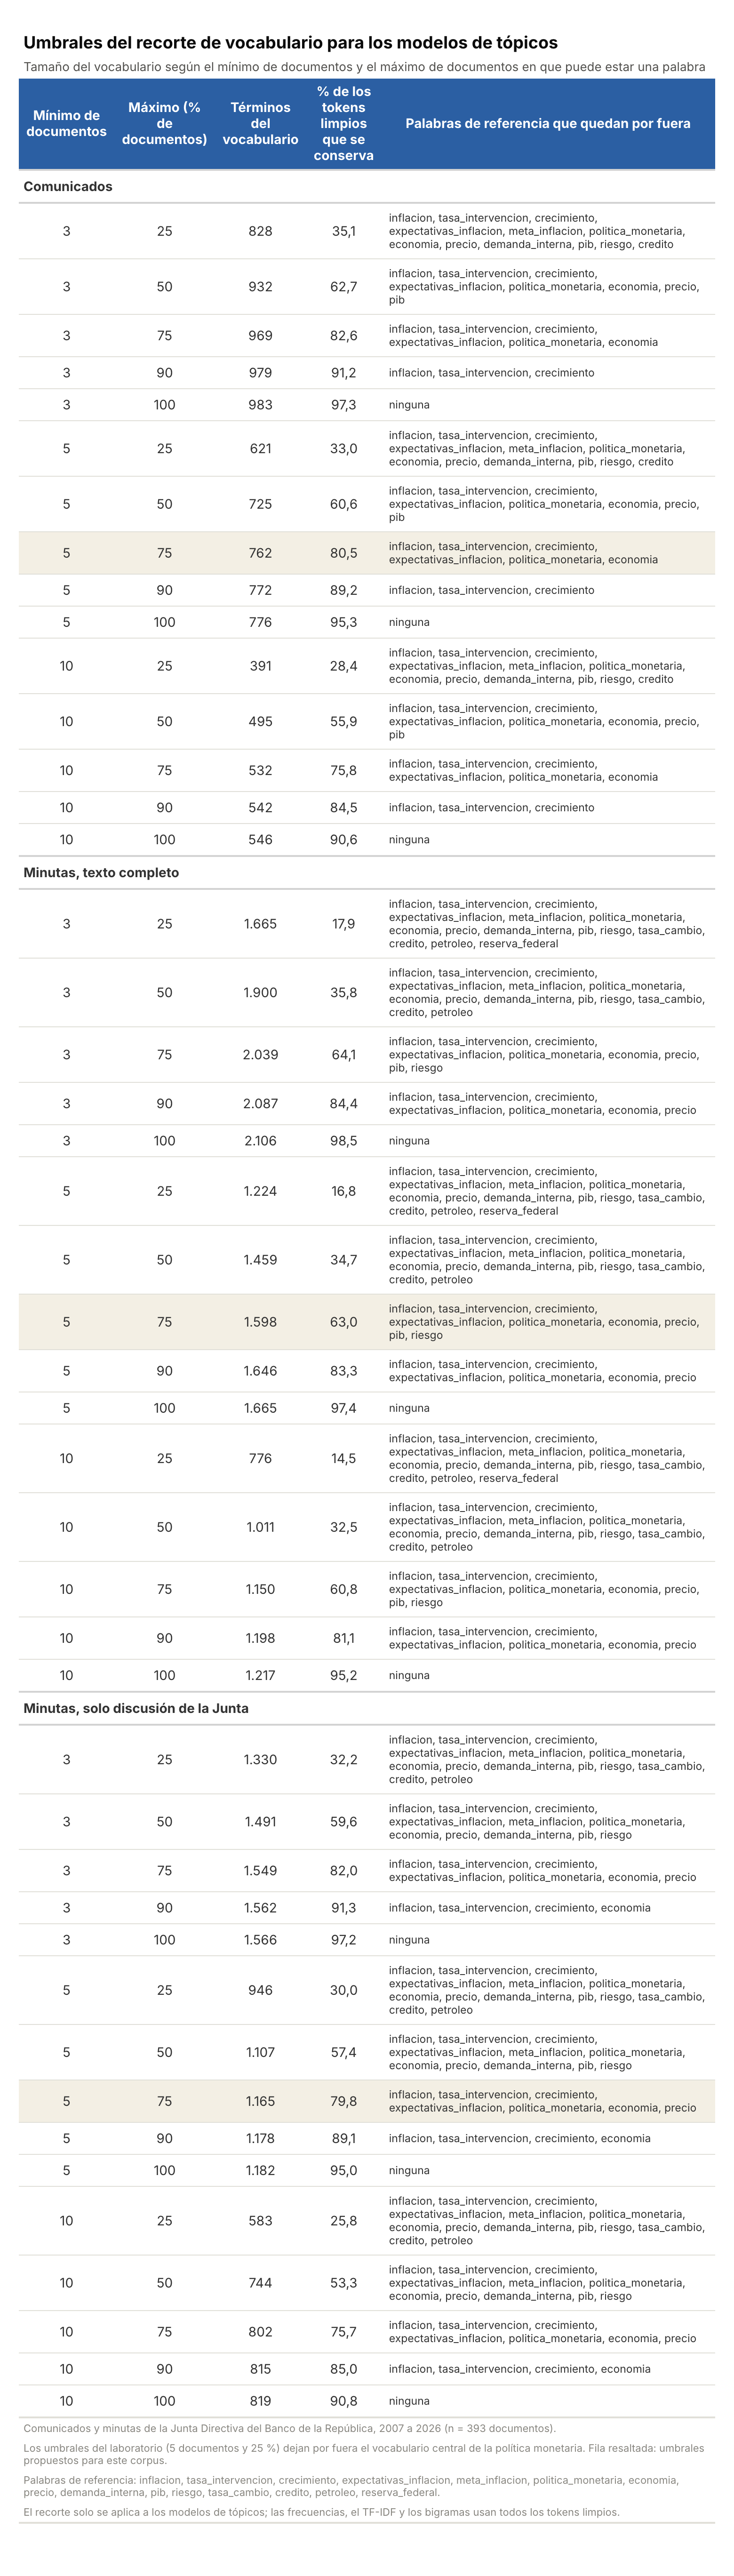 Umbrales del recorte de vocabulario para los modelos de tópicos
Tamaño del vocabulario según el mínimo de documentos y el máximo de documentos en que puede estar una palabra
Mínimo de documentos | Máximo (% de documentos) | Términos del vocabulario | % de los tokens limpios que se conserva | Palabras de referencia que quedan por fuera
Comunicados
3 25 828 35,1 inflacion, tasa_intervencion, crecimiento,
expectativas_inflacion, meta_inflacion, politica_monetaria,
economia, precio, demanda_interna, pib, riesgo, credito
3 50 932 62,7 inflacion, tasa_intervencion, crecimiento,
expectativas_inflacion, politica_monetaria, economia, precio,
pib
3 75 969 82,6 inflacion, tasa_intervencion, crecimiento,
expectativas_inflacion, politica_monetaria, economia
3 90 979 91,2 inflacion, tasa_intervencion, crecimiento
3 100 983 97,3 ninguna
5 25 621 33,0 inflacion, tasa_intervencion, crecimiento,
expectativas_inflacion, meta_inflacion, politica_monetaria,
economia, precio, demanda_interna, pib, riesgo, credito
5 50 725 60,6 inflacion, tasa_intervencion, crecimiento,
expectativas_inflacion, politica_monetaria, economia, precio,
pib
5 75 762 80,5 inflacion, tasa_intervencion, crecimiento,
expectativas_inflacion, politica_monetaria, economia
5 90 772 89,2 inflacion, tasa_intervencion, crecimiento
5 100 776 95,3 ninguna
10 25 391 28,4 inflacion, tasa_intervencion, crecimiento,
expectativas_inflacion, meta_inflacion, politica_monetaria,
economia, precio, demanda_interna, pib, riesgo, credito
10 50 495 55,9 inflacion, tasa_intervencion, crecimiento,
expectativas_inflacion, politica_monetaria, economia, precio,
pib
10 75 532 75,8 inflacion, tasa_intervencion, crecimiento,
expectativas_inflacion, politica_monetaria, economia
10 90 542 84,5 inflacion, tasa_intervencion, crecimiento
10 100 546 90,6 ninguna
Minutas, texto completo
3 25 1.665 17,9 inflacion, tasa_intervencion, crecimiento,
expectativas_inflacion, meta_inflacion, politica_monetaria,
economia, precio, demanda_interna, pib, riesgo, tasa_cambio,
credito, petroleo, reserva_federal
3 50 1.900 35,8 inflacion, tasa_intervencion, crecimiento,
expectativas_inflacion, meta_inflacion, politica_monetaria,
economia, precio, demanda_interna, pib, riesgo, tasa_cambio,
credito, petroleo
3 75 2.039 64,1 inflacion, tasa_intervencion, crecimiento,
expectativas_inflacion, politica_monetaria, economia, precio,
pib, riesgo
3 90 2.087 84,4 inflacion, tasa_intervencion, crecimiento,
expectativas_inflacion, politica_monetaria, economia, precio
3 100 2.106 98,5 ninguna
5 25 1.224 16,8 inflacion, tasa_intervencion, crecimiento,
expectativas_inflacion, meta_inflacion, politica_monetaria,
economia, precio, demanda_interna, pib, riesgo, tasa_cambio,
credito, petroleo, reserva_federal
5 50 1.459 34,7 inflacion, tasa_intervencion, crecimiento,
expectativas_inflacion, meta_inflacion, politica_monetaria,
economia, precio, demanda_interna, pib, riesgo, tasa_cambio,
credito, petroleo
5 75 1.598 63,0 inflacion, tasa_intervencion, crecimiento,
expectativas_inflacion, politica_monetaria, economia, precio,
pib, riesgo
5 90 1.646 83,3 inflacion, tasa_intervencion, crecimiento,
expectativas_inflacion, politica_monetaria, economia, precio
5 100 1.665 97,4 ninguna
10 25 776 14,5 inflacion, tasa_intervencion, crecimiento,
expectativas_inflacion, meta_inflacion, politica_monetaria,
economia, precio, demanda_interna, pib, riesgo, tasa_cambio,
credito, petroleo, reserva_federal
10 50 1.011 32,5 inflacion, tasa_intervencion, crecimiento,
expectativas_inflacion, meta_inflacion, politica_monetaria,
economia, precio, demanda_interna, pib, riesgo, tasa_cambio,
credito, petroleo
10 75 1.150 60,8 inflacion, tasa_intervencion, crecimiento,
expectativas_inflacion, politica_monetaria, economia, precio,
pib, riesgo
10 90 1.198 81,1 inflacion, tasa_intervencion, crecimiento,
expectativas_inflacion, politica_monetaria, economia, precio
10 100 1.217 95,2 ninguna
Minutas, solo discusión de la Junta
3 25 1.330 32,2 inflacion, tasa_intervencion, crecimiento,
expectativas_inflacion, meta_inflacion, politica_monetaria,
economia, precio, demanda_interna, pib, riesgo, tasa_cambio,
credito, petroleo
3 50 1.491 59,6 inflacion, tasa_intervencion, crecimiento,
expectativas_inflacion, meta_inflacion, politica_monetaria,
economia, precio, demanda_interna, pib, riesgo
3 75 1.549 82,0 inflacion, tasa_intervencion, crecimiento,
expectativas_inflacion, politica_monetaria, economia, precio
3 90 1.562 91,3 inflacion, tasa_intervencion, crecimiento, economia
3 100 1.566 97,2 ninguna
5 25 946 30,0 inflacion, tasa_intervencion, crecimiento,
expectativas_inflacion, meta_inflacion, politica_monetaria,
economia, precio, demanda_interna, pib, riesgo, tasa_cambio,
credito, petroleo
5 50 1.107 57,4 inflacion, tasa_intervencion, crecimiento,
expectativas_inflacion, meta_inflacion, politica_monetaria,
economia, precio, demanda_interna, pib, riesgo
5 75 1.165 79,8 inflacion, tasa_intervencion, crecimiento,
expectativas_inflacion, politica_monetaria, economia, precio
5 90 1.178 89,1 inflacion, tasa_intervencion, crecimiento, economia
5 100 1.182 95,0 ninguna
10 25 583 25,8 inflacion, tasa_intervencion, crecimiento,
expectativas_inflacion, meta_inflacion, politica_monetaria,
economia, precio, demanda_interna, pib, riesgo, tasa_cambio,
credito, petroleo
10 50 744 53,3 inflacion, tasa_intervencion, crecimiento,
expectativas_inflacion, meta_inflacion, politica_monetaria,
economia, precio, demanda_interna, pib, riesgo
10 75 802 75,7 inflacion, tasa_intervencion, crecimiento,
expectativas_inflacion, politica_monetaria, economia, precio
10 90 815 85,0 inflacion, tasa_intervencion, crecimiento, economia
10 100 819 90,8 ninguna
Comunicados y minutas de la Junta Directiva del Banco de la República, 2007 a 2026 (n = 393 documentos).
Los umbrales del laboratorio (5 documentos y 25 %) dejan por fuera el vocabulario central de la política monetaria. Fila resaltada: umbrales
propuestos para este corpus.
Palabras de referencia: inflacion, tasa_intervencion, crecimiento, expectativas_inflacion, meta_inflacion, politica_monetaria, economia,
precio, demanda_interna, pib, riesgo, tasa_cambio, credito, petroleo, reserva_federal.
El recorte solo se aplica a los modelos de tópicos; las frecuencias, el TF-IDF y los bigramas usan todos los tokens limpios.